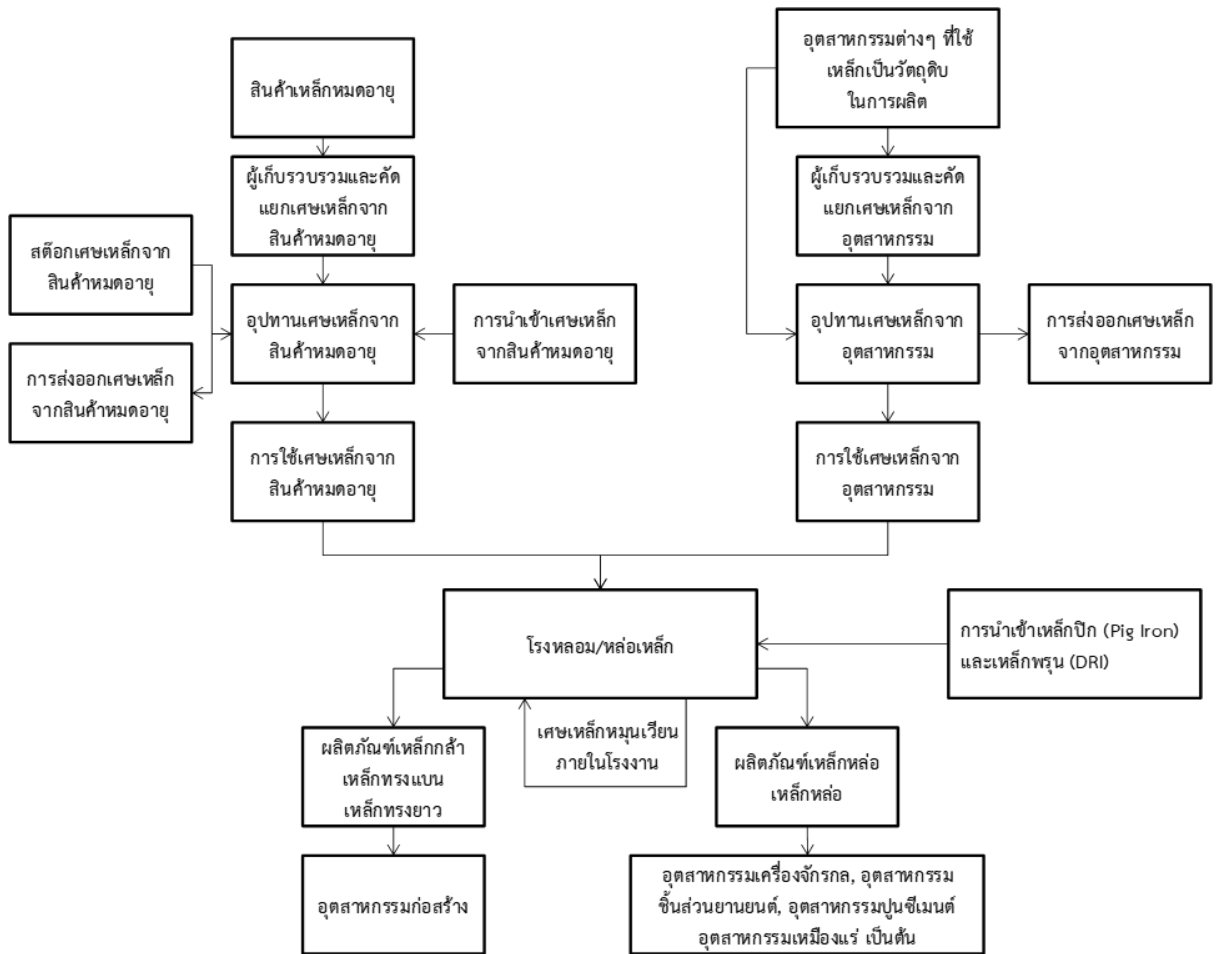 สินค้าเหล็กหมดอายุ
อุตสาหกรรมต่างๆ ที่ใช้
เหล็กเป็นวัตถุดิบ
ในการผลิต
ผู้เก็บรวบรวมและคัด
แยกเศษเหล็กจาก
สินค้าหมดอายุ
ผู้เก็บรวบรวมและคัด
แยกเศษเหล็กจาก
อุตสาหกรรม
สต๊อกเศษเหล็กจาก
สินค้าหมดอายุ
อุปทานเศษเหล็กจาก
สินค้าหมดอายุ
การนำเข้าเศษเหล็ก
จากสินค้าหมดอายุ
อุปทานเศษเหล็กจาก
อุตสาหกรรม
การส่งออกเศษเหล็ก
จากอุตสาหกรรม
การส่งออกเศษเหล็ก
จากสินค้าหมดอายุ
การใช้เศษเหล็กจาก
สินค้าหมดอายุ
การใช้เศษเหล็กจาก
อุตสาหกรรม
โรงหลอม/หล่อเหล็ก
การนำเข้าเหล็กปิก (Pig Iron)
และเหล็กพรุน (DRI)
เศษเหล็กหมุนเวียน
ภายในโรงงาน
ผลิตภัณฑ์เหล็กกล้า
เหล็กทรงแบน
เหล็กทรงยาว
ผลิตภัณฑ์เหล็กหล่อ
เหล็กหล่อ
อุตสาหกรรมก่อสร้าง
อุตสาหกรรมเครื่องจักรกล, อุตสาหกรรม
ชิ้นส่วนยานยนต์, อุตสาหกรรมปูนซีเมนต์
อุตสาหกรรมเหมืองแร่ เป็นต้น